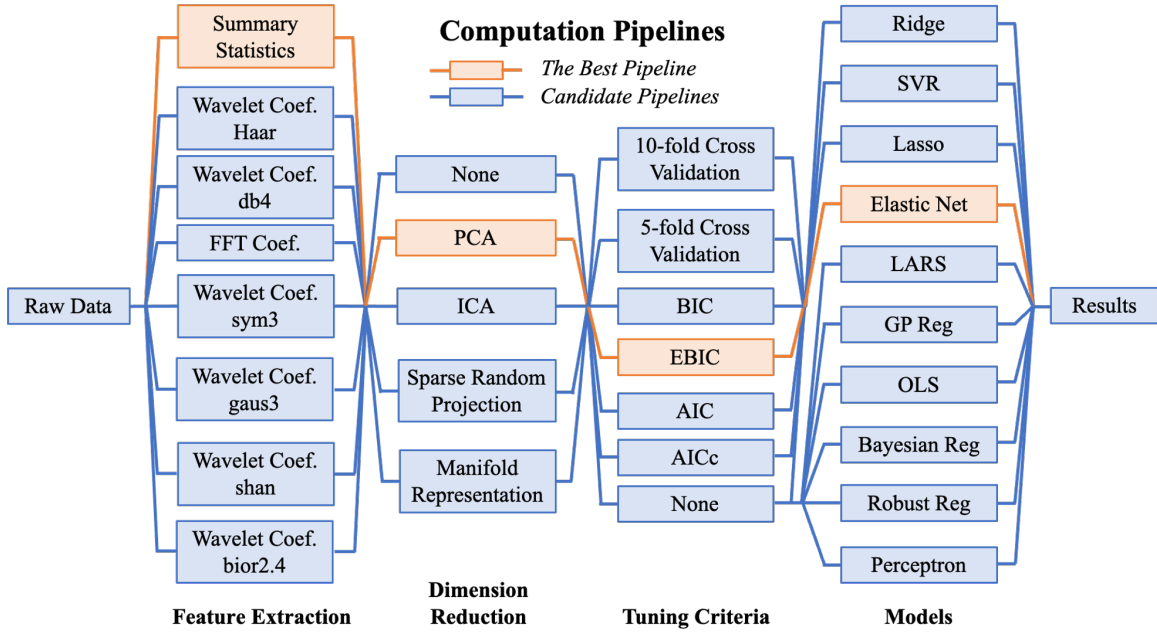 Computation Pipelines
The Best Pipeline
Candidate Pipelines
Raw Data
Summary
Statistics
Wavelet Coef.
Haar
Wavelet Coef.
db4
FFT Coef.
Wavelet Coef.
sym3
Wavelet Coef.
gaus3
Wavelet Coef.
shan
Wavelet Coef.
bior2.4
Feature Extraction
None
PCA
ICA
Sparse Random
Projection
Manifold
Representation
Dimension
Reduction
10-fold Cross
Validation
5-fold Cross
Validation
BIC
EBIC
AIC
AICc
None
Tuning Criteria
Ridge
SVR
Lasso
Elastic Net
LARS
GP Reg
OLS
Bayesian Reg
Robust Reg
Perceptron
Models
Results